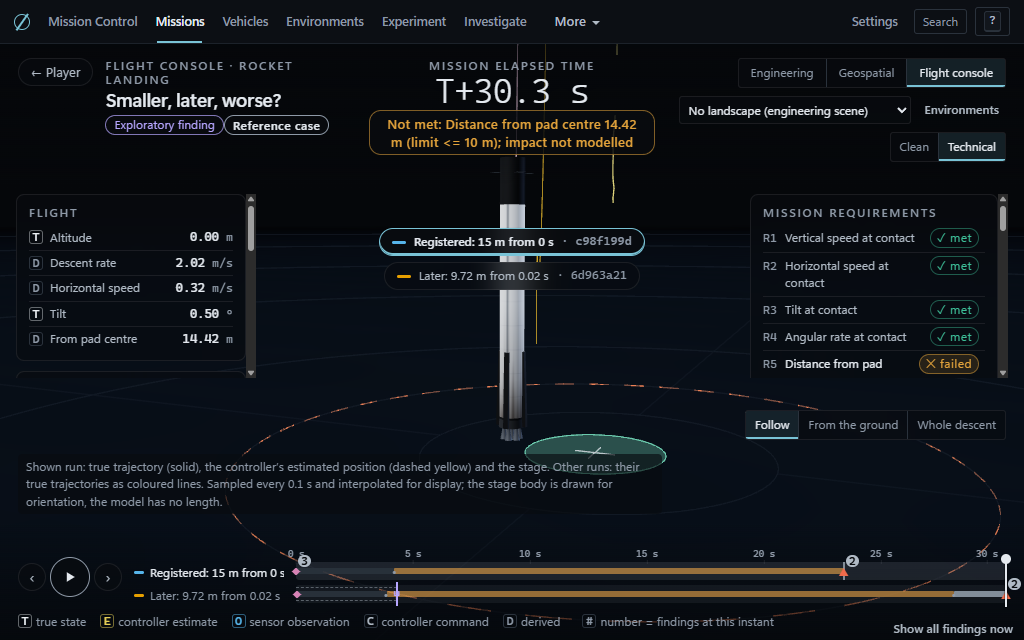 Mission Control Missions Vehicles Environments Experiment Investigate More Settings Search ?
← Player
FLIGHT CONSOLE · ROCKET
LANDING
Smaller, later, worse?
Exploratory finding Reference case
MISSION ELAPSED TIME
T+30.3 s
Not met: Distance from pad centre 14.42
m (limit <= 10 m); impact not modelled
Engineering Geospatial Flight console
No landscape (engineering scene) Environments
Clean Technical
FLIGHT
T Altitude 0.00 m
D Descent rate 2.02 m/s
D Horizontal speed 0.32 m/s
T Tilt 0.50 °
D From pad centre 14.42 m
Registered: 15 m from 0 s · c98f199d
Later: 9.72 m from 0.02 s · 6d963a21
MISSION REQUIREMENTS
R1 Vertical speed at contact ✓ met
R2 Horizontal speed at
contact ✓ met
R3 Tilt at contact ✓ met
R4 Angular rate at contact ✓ met
R5 Distance from pad ✕ failed
Follow From the ground Whole descent
Shown run: true trajectory (solid), the controller's estimated position (dashed yellow) and the stage. Other runs: their
true trajectories as coloured lines. Sampled every 0.1 s and interpolated for display; the stage body is drawn for
orientation, the model has no length.
0 s 5 s 10 s 15 s 20 s 25 s 30 s
3 2
Registered: 15 m from 0 s
2
Later: 9.72 m from 0.02 s
T true state E controller estimate O sensor observation C controller command D derived # number = findings at this instant
Show all findings now